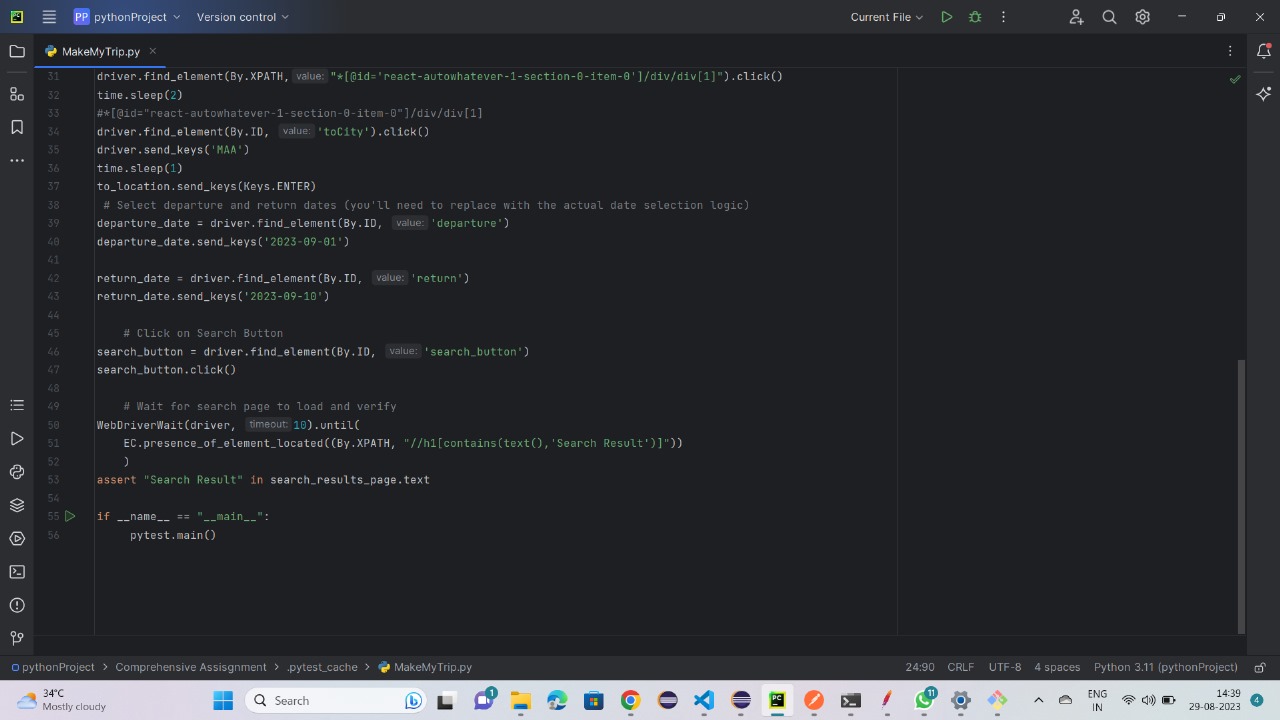 PP pythonProject Version control Current File
MakeMyTrip.py
31 driver.find_element(By.XPATH, value: "*[@id='react-autowhatever-1-section-0-item-0']/div/div[1]").click()
32 time.sleep(2)
33 #*[@id="react-autowhatever-1-section-0-item-0"]/div/div[1]
34 driver.find_element(By.ID, value: 'toCity').click()
35 driver.send_keys('MAA')
36 time.sleep(1)
37 to_location.send_keys(Keys.ENTER)
38 # Select departure and return dates (you'll need to replace with the actual date selection logic)
39 departure_date = driver.find_element(By.ID, value: 'departure')
40 departure_date.send_keys('2023-09-01')
41
42 return_date = driver.find_element(By.ID, value: 'return')
43 return_date.send_keys('2023-09-10')
44
45 # Click on Search Button
46 search_button = driver.find_element(By.ID, value: 'search_button')
47 search_button.click()
48
49 # Wait for search page to load and verify
50 WebDriverWait(driver, timeout: 10).until(
51 EC.presence_of_element_located((By.XPATH, "//h1[contains(text(),'Search Result')]"))
52 )
53 assert "Search Result" in search_results_page.text
54
55 if __name__ == "__main__":
56 pytest.main()
pythonProject > Comprehensive Assisgnment > .pytest_cache > MakeMyTrip.py 24:90 CRLF UTF-8 4 spaces Python 3.11 (pythonProject)
34°C
Mostly cloudy
Search
1
PC
11
ENG
IN
14:39
29-08-2023
4